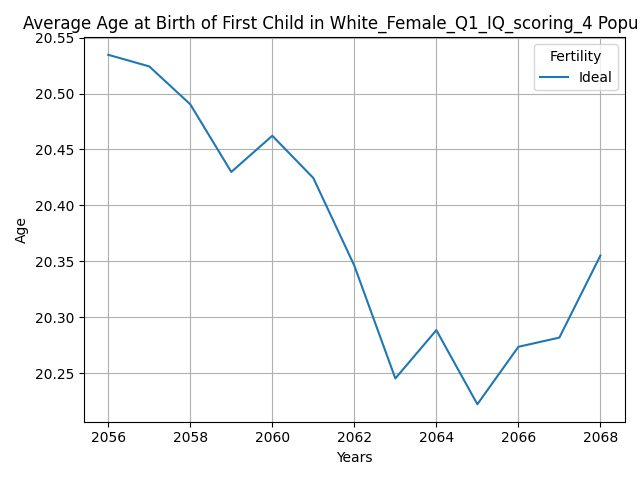 Average Age at Birth of First Child in White_Female_Q1_IQ_scoring_4 Popu
Fertility
Ideal
20.55
20.50
20.45
20.40
20.35
20.30
20.25
Age
2056 2058 2060 2062 2064 2066 2068
Years